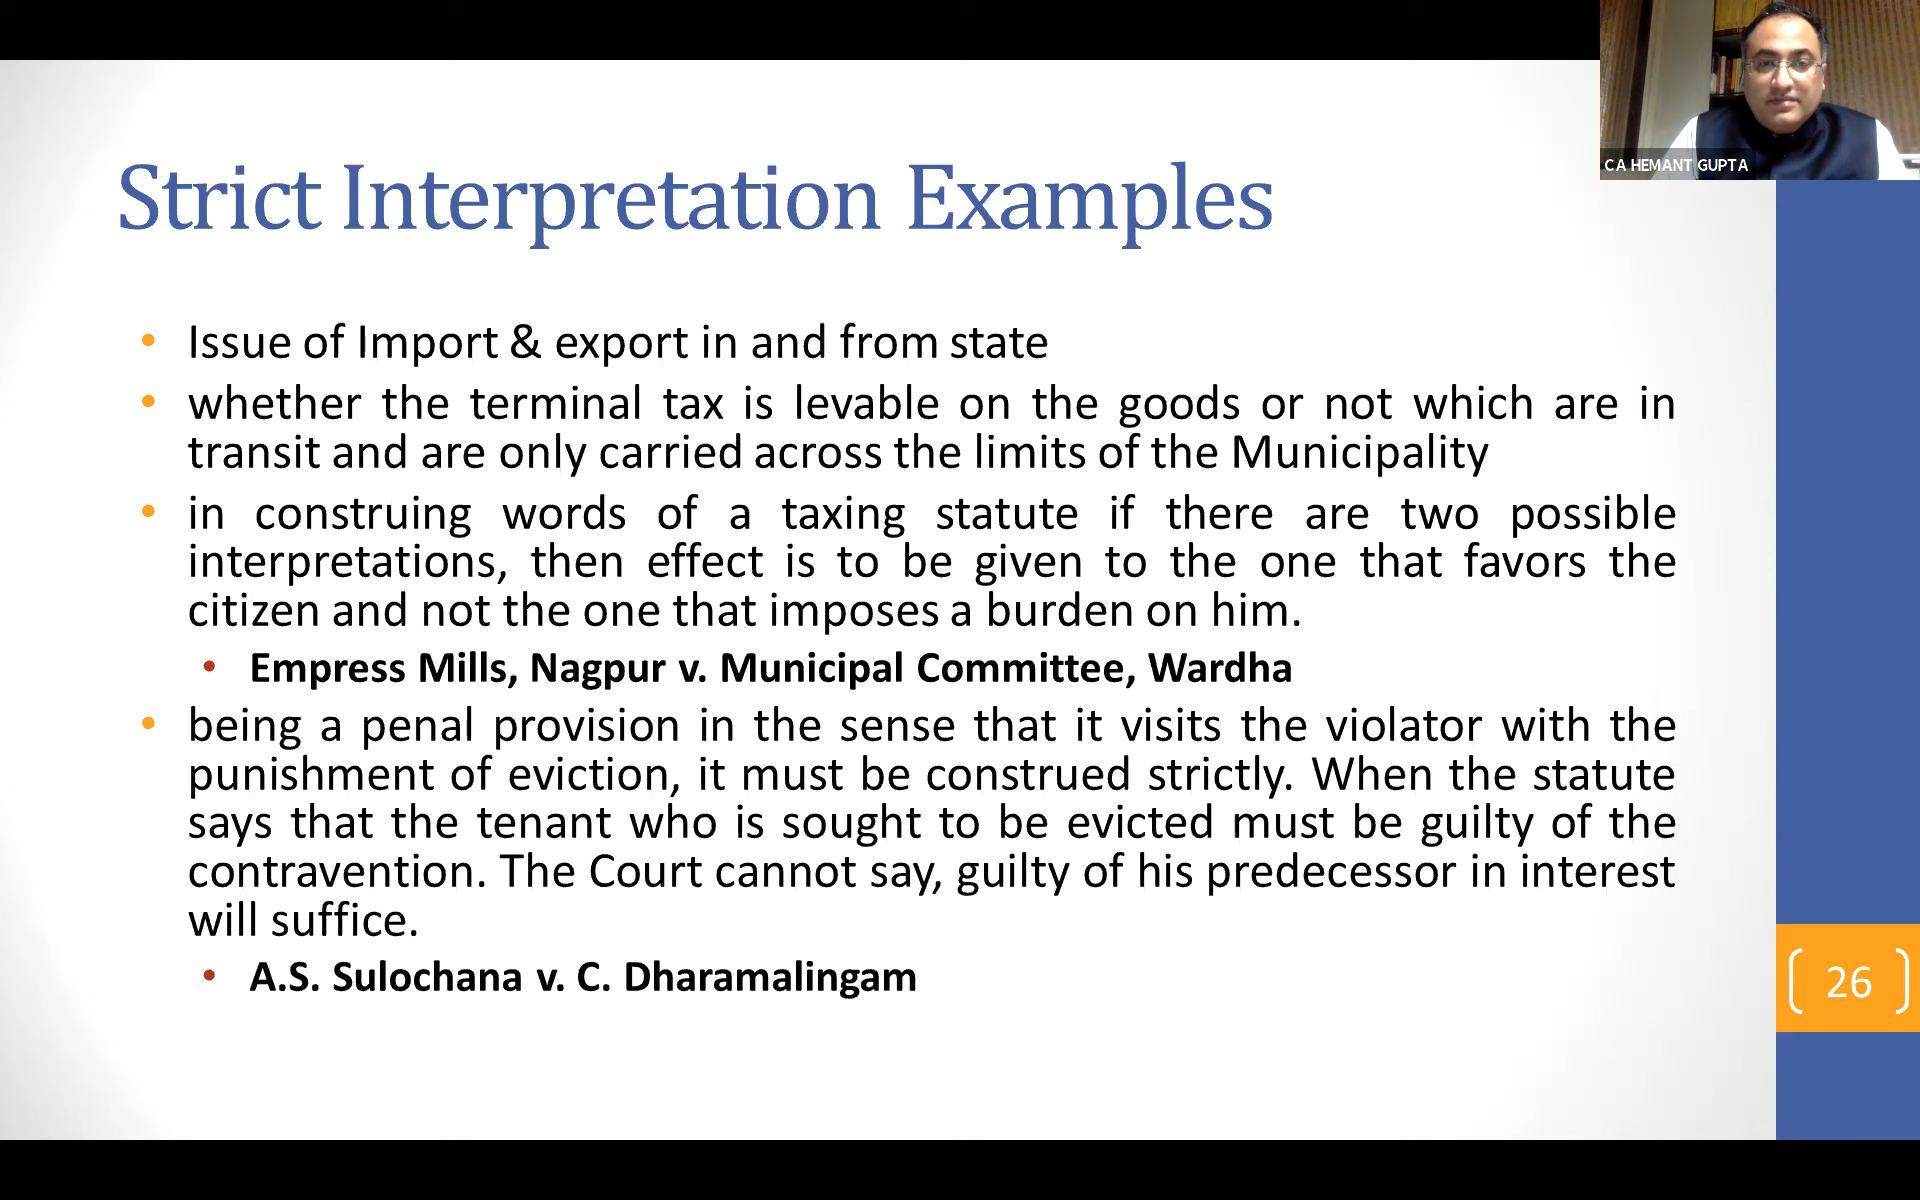 CA HEMANT GUPTA
Strict Interpretation Examples
• Issue of Import & export in and from state
• whether the terminal tax is levable on the goods or not which are in
transit and are only carried across the limits of the Municipality
• in construing words of a taxing statute if there are two possible
interpretations, then effect is to be given to the one that favors the
citizen and not the one that imposes a burden on him.
• Empress Mills, Nagpur v. Municipal Committee, Wardha
• being a penal provision in the sense that it visits the violator with the
punishment of eviction, it must be construed strictly. When the statute
says that the tenant who is sought to be evicted must be guilty of the
contravention. The Court cannot say, guilty of his predecessor in interest
will suffice.
• A.S. Sulochana v. C. Dharamalingam
26